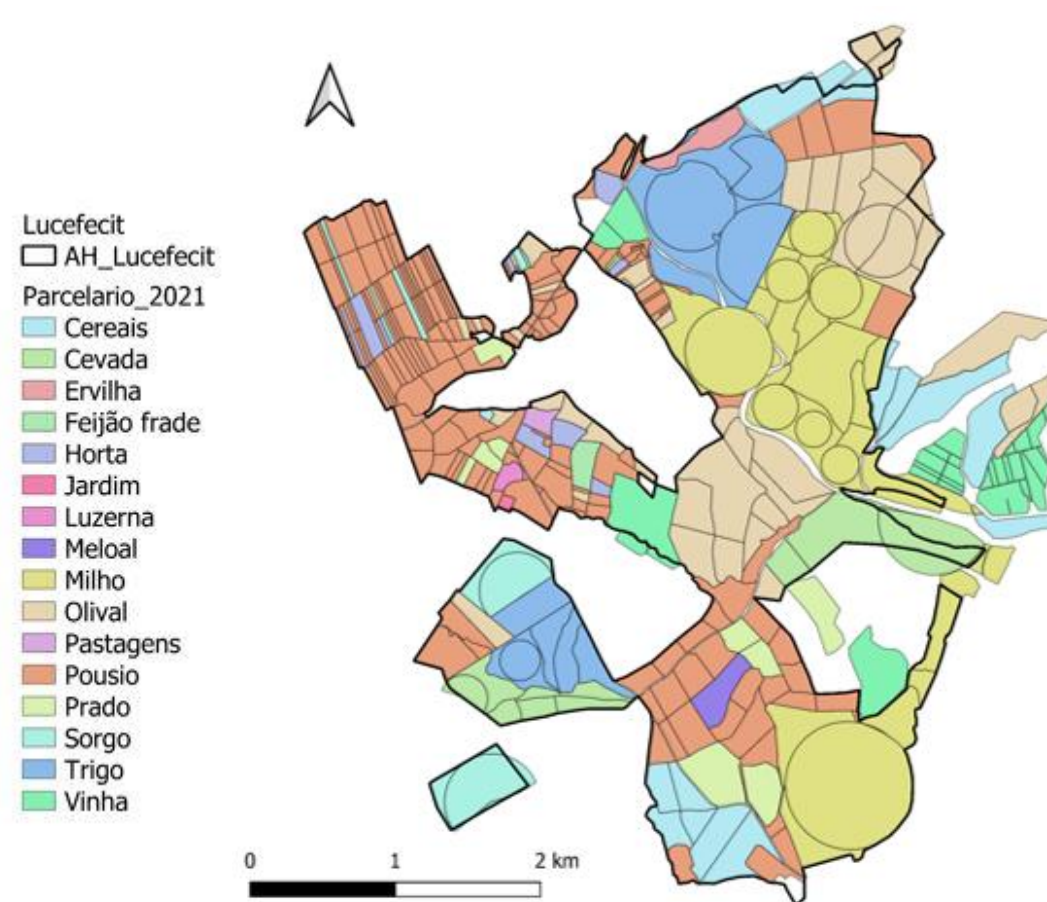 Lucefecit
AH_Lucefecit
Parcelario_2021
Cereais
Cevada
Ervilha
Feijão frade
Horta
Jardim
Luzerna
Meloal
Milho
Olival
Pastagens
Pousio
Prado
Sorgo
Trigo
Vinha
0 1 2 km